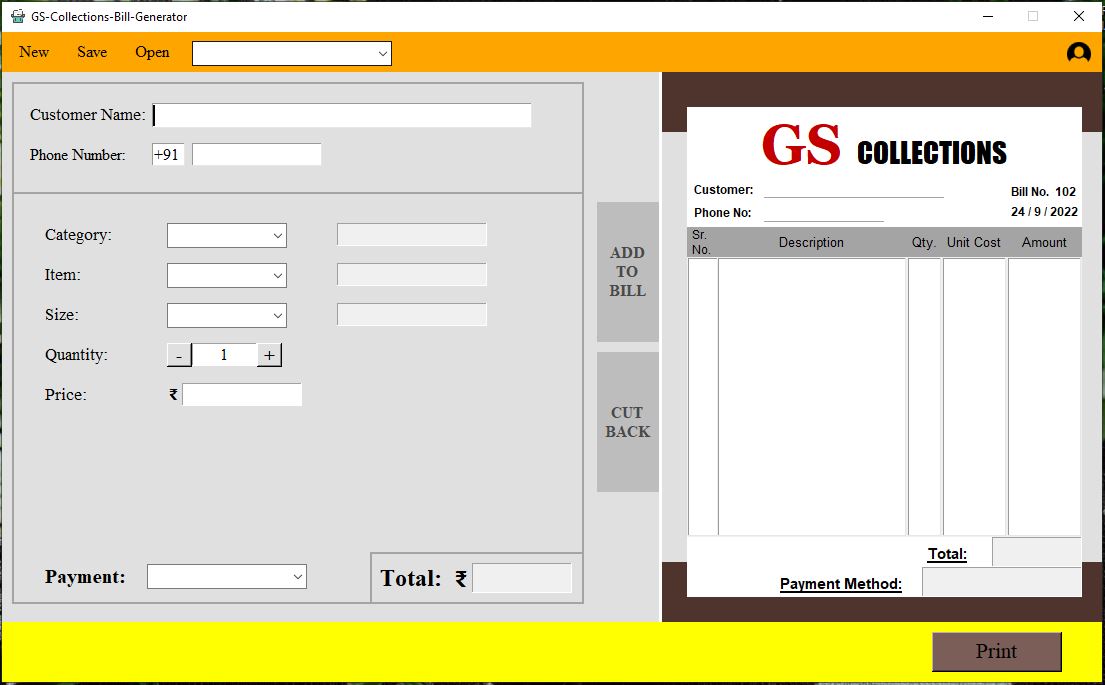 GS-Collections-Bill-Generator
New Save Open
Customer Name:
Phone Number: +91
Category:
Item:
Size:
Quantity: - 1 +
Price: ₹
Payment:
Total: ₹
ADD
TO
BILL
CUT
BACK
GS COLLECTIONS
Customer:
Bill No. 102
Phone No:
24 / 9 / 2022
Sr.
No.
Description Qty. Unit Cost Amount
Total:
Payment Method:
Print